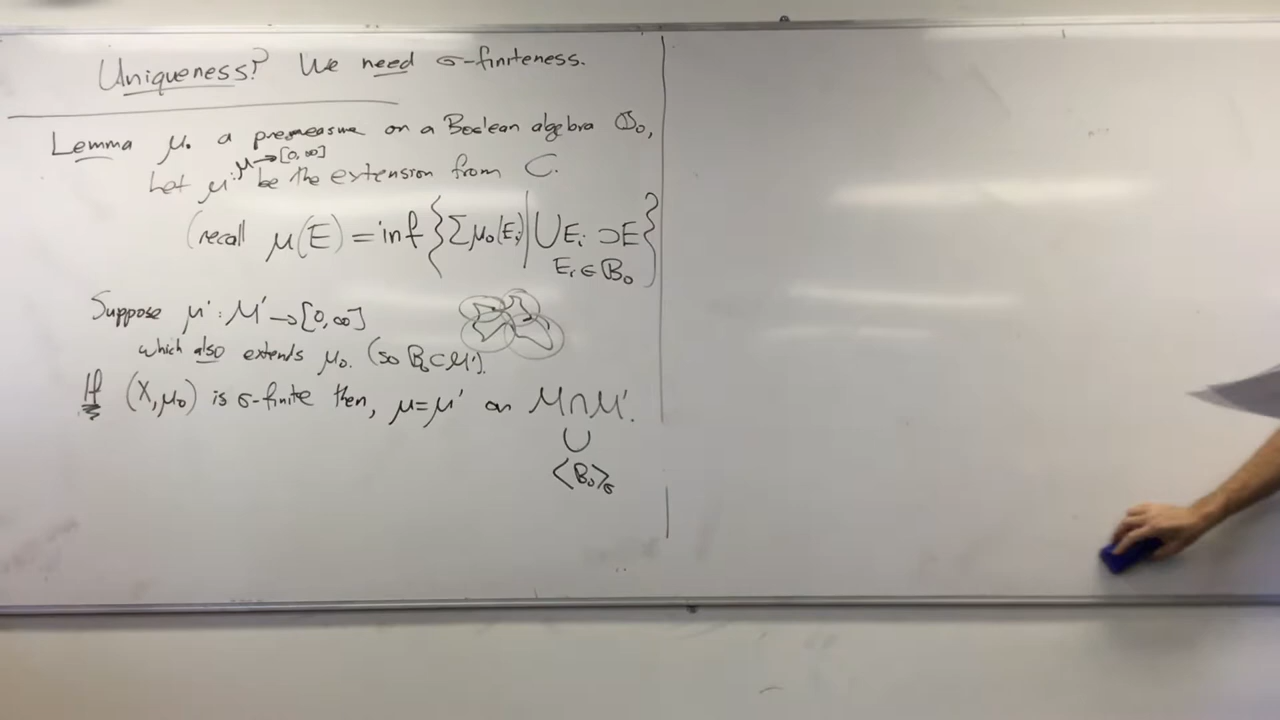 Uniqueness? We need σ-finiteness.
Lemma μ₀ a premeasure on a Boolean algebra B₀,
Let μ: M → [0, ∞] be the extension from C.
(recall μ(E) = inf { Σμ₀(Eᵢ) | ∪Eᵢ ⊃ E }
Eᵢ ∈ B₀
Suppose μ' : M' → [0, ∞]
which also extends μ₀. (so B₀ ⊂ M').
If (X, μ₀) is σ-finite then, μ = μ' on M ∩ M'.
∪
⟨B₀⟩σ